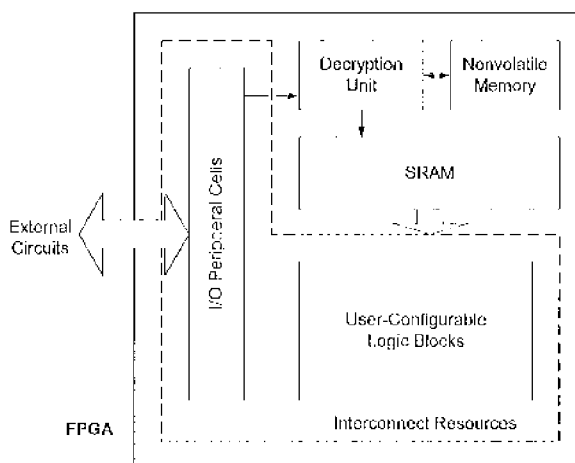 Decryption
Unit
Nonvolatile
Memory
SRAM
External
Circuits
I/O Peripheral Cells
User-Configurable
Logic Blocks
Interconnect Resources
FPGA